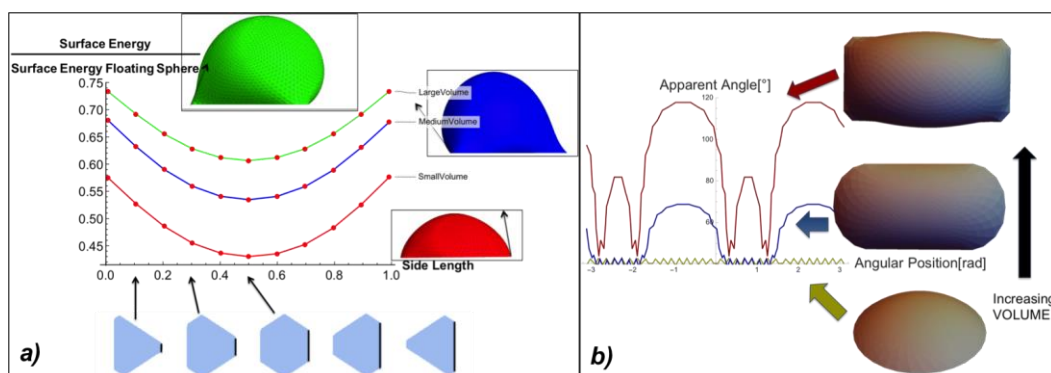 Surface Energy
Surface Energy Floating Sphere
0.75
0.70
0.65
0.60
0.55
0.50
0.45
0.0
0.2
0.4
0.6
0.8
1.0
LargeVolume
MediumVolume
SmallVolume
Side Length
a)
Apparent Angle[°]
120
100
80
60
-3
-2
-1
1
2
3
Angular Position[rad]
Increasing
VOLUME
b)